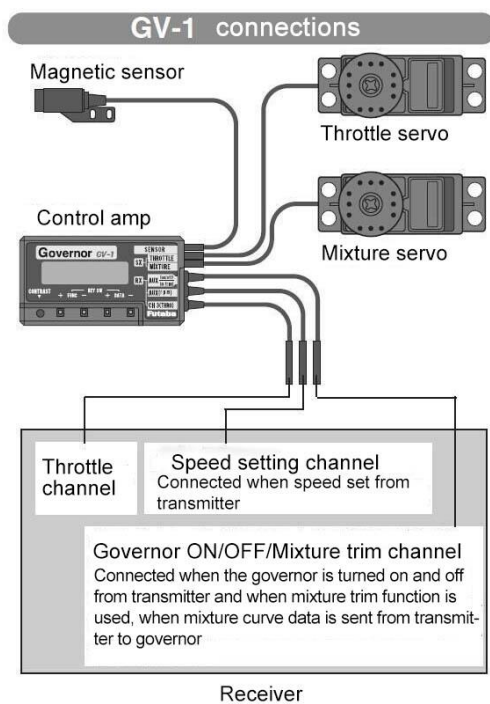 GV-1 connections
Magnetic sensor
Throttle servo
Control amp
Mixture servo
Governor GV-1
SENSOR
THROTTLE
MIXTURE
CONTRAST
+ FUNC -
KEY SW
+ DATA -
Futaba
Throttle
channel
Speed setting channel
Connected when speed set from
transmitter
Governor ON/OFF/Mixture trim channel
Connected when the governor is turned on and off
from transmitter and when mixture trim function is
used, when mixture curve data is sent from transmit-
ter to governor
Receiver